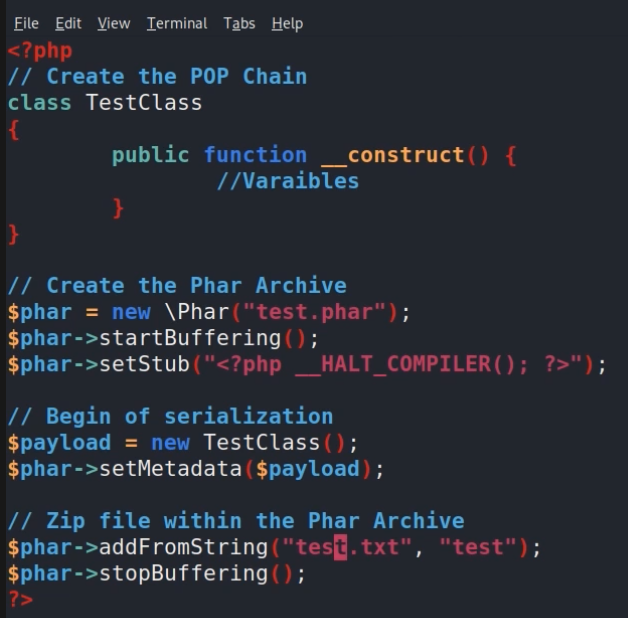 File Edit View Terminal Tabs Help
<?php
// Create the POP Chain
class TestClass
{
public function __construct() {
//Varaibles
}
}
// Create the Phar Archive
$phar = new \Phar("test.phar");
$phar->startBuffering();
$phar->setStub("<?php __HALT_COMPILER(); ?>");
// Begin of serialization
$payload = new TestClass();
$phar->setMetadata($payload);
// Zip file within the Phar Archive
$phar->addFromString("test.txt", "test");
$phar->stopBuffering();
?>